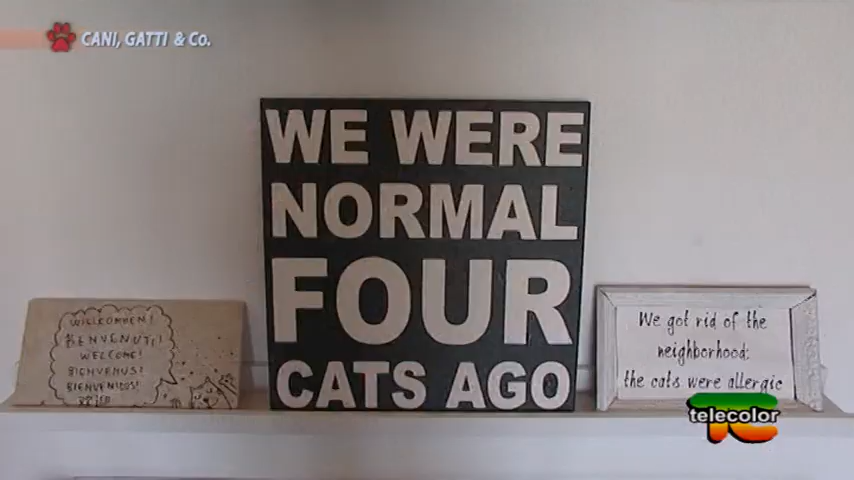 CANI, GATTI & Co.
WE WERE
NORMAL
FOUR
CATS AGO
WILLKOMMEN!
BENVENUTI!
WELCOME!
BIENVENUS!
BIENVENIDOS!
We got rid of the
neighborhood:
the cats were allergic
telecolor